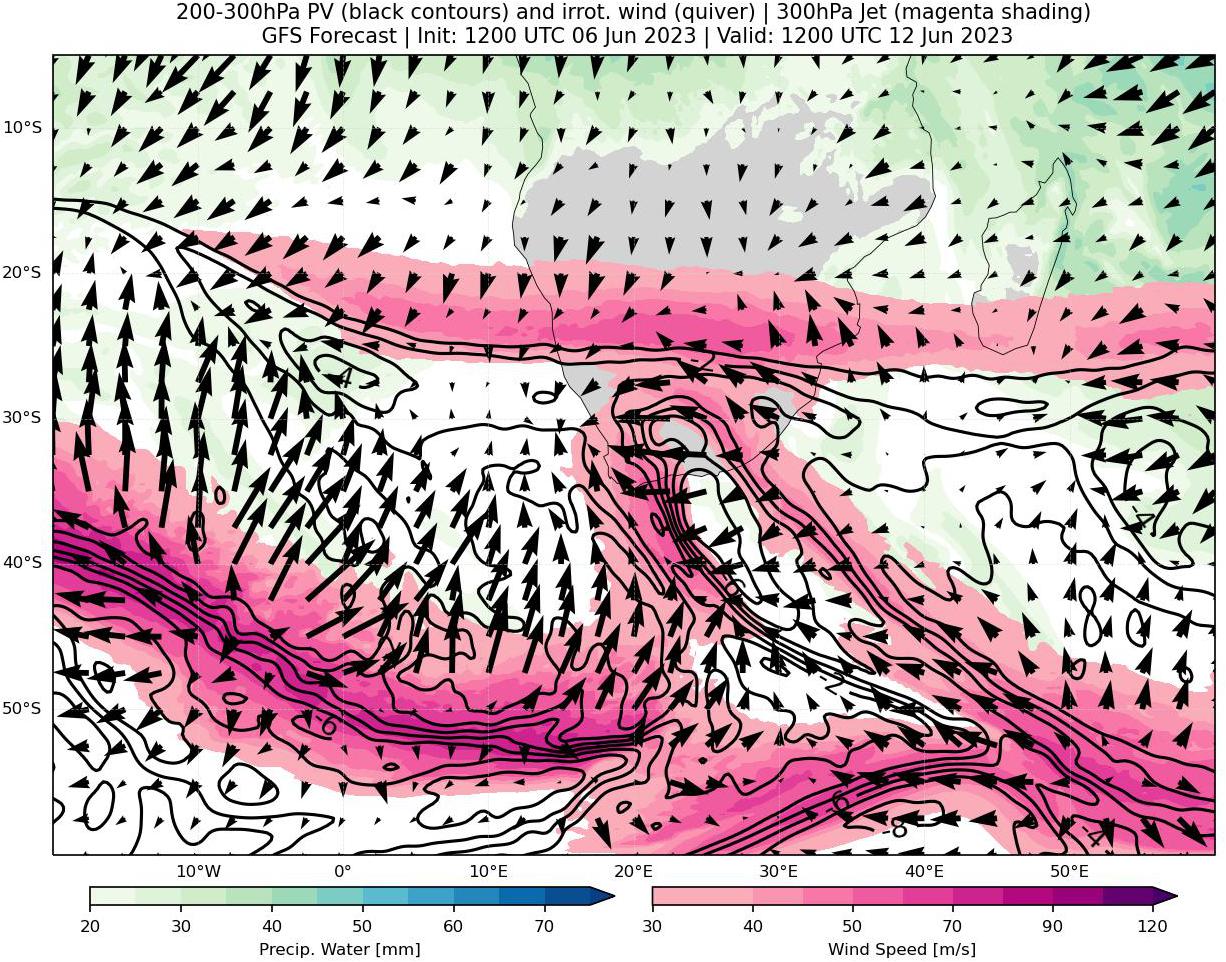 200-300hPa PV (black contours) and irrot. wind (quiver) | 300hPa Jet (magenta shading)
GFS Forecast | Init: 1200 UTC 06 Jun 2023 | Valid: 1200 UTC 12 Jun 2023
10°S
20°S
-4
30°S
-4
40°S
-6
-2
50°S
-6
-6
-8
-4
10°W 0° 10°E 20°E 30°E 40°E 50°E
20 30 40 50 60 70
30 40 50 70 90 120
Precip. Water [mm]
Wind Speed [m/s]